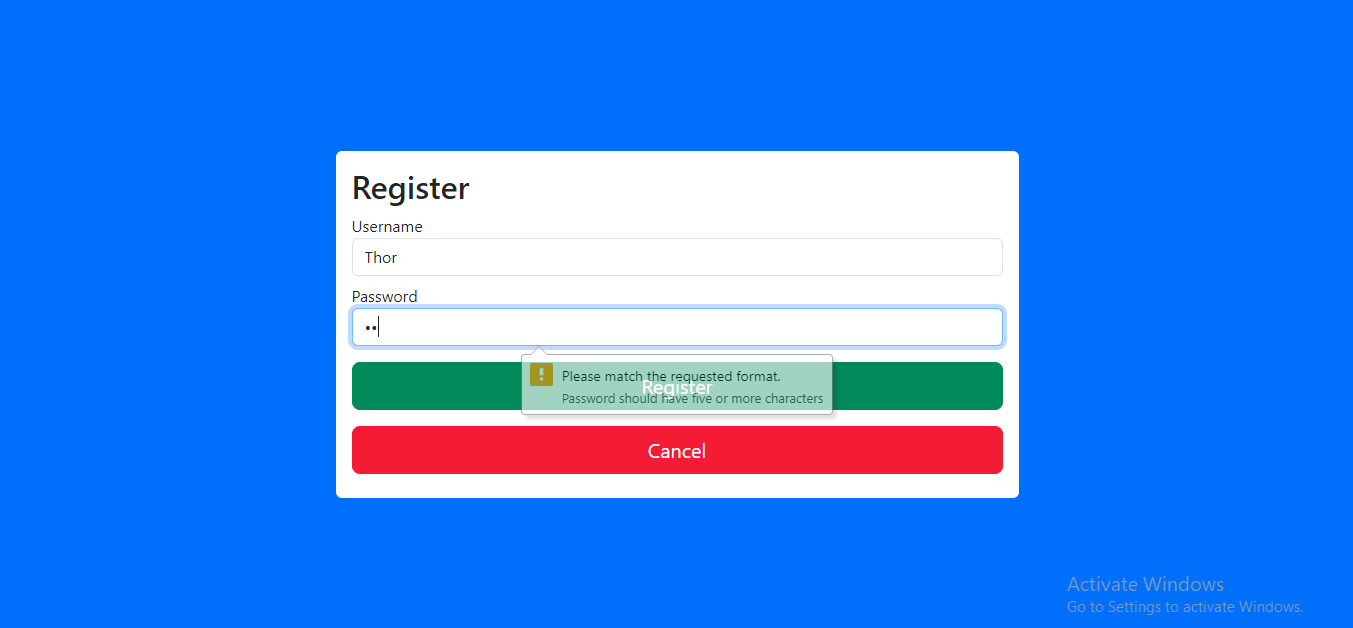 Register
Username
Thor
Password
••
Please match the requested format.
Register
Password should have five or more characters
Cancel
Activate Windows
Go to Settings to activate Windows.